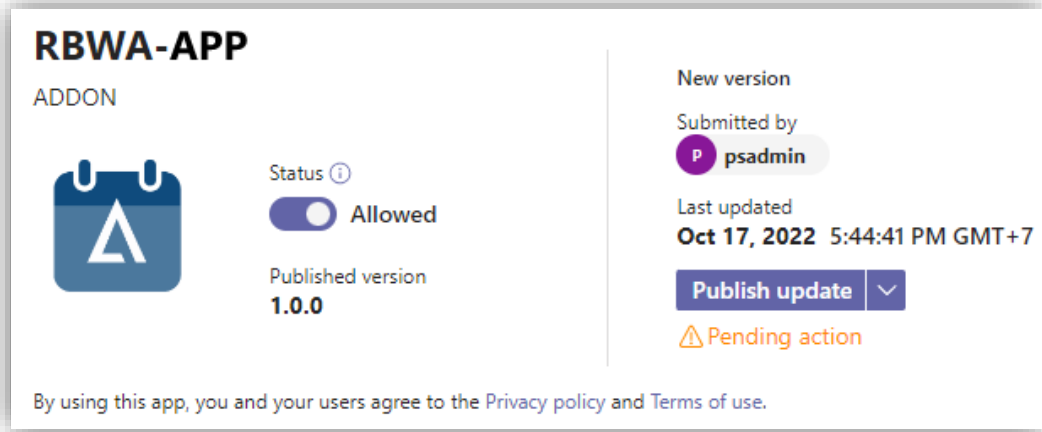 RBWA-APP
ADDON
Status
Allowed
Published version
1.0.0
New version
Submitted by
P psadmin
Last updated
Oct 17, 2022 5:44:41 PM GMT+7
Publish update
Pending action
By using this app, you and your users agree to the Privacy policy and Terms of use.